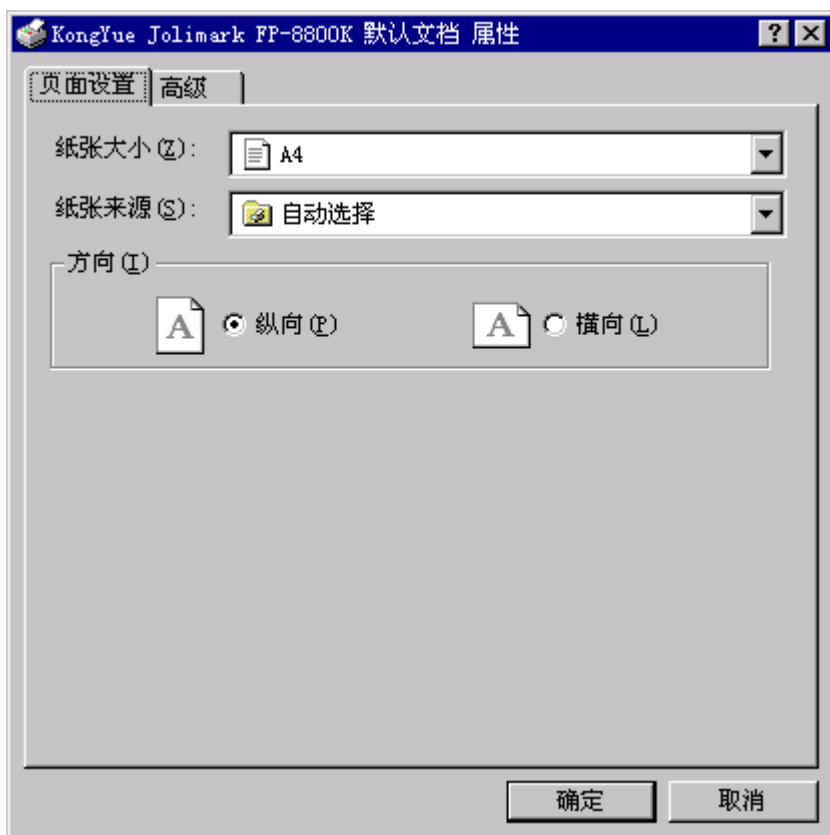 KongYue Jolimark FP-8800K 默认文档 属性
页面设置 高级
纸张大小(Z): A4
纸张来源(S): 自动选择
方向(I)
A 纵向(P) A 横向(L)
确定 取消